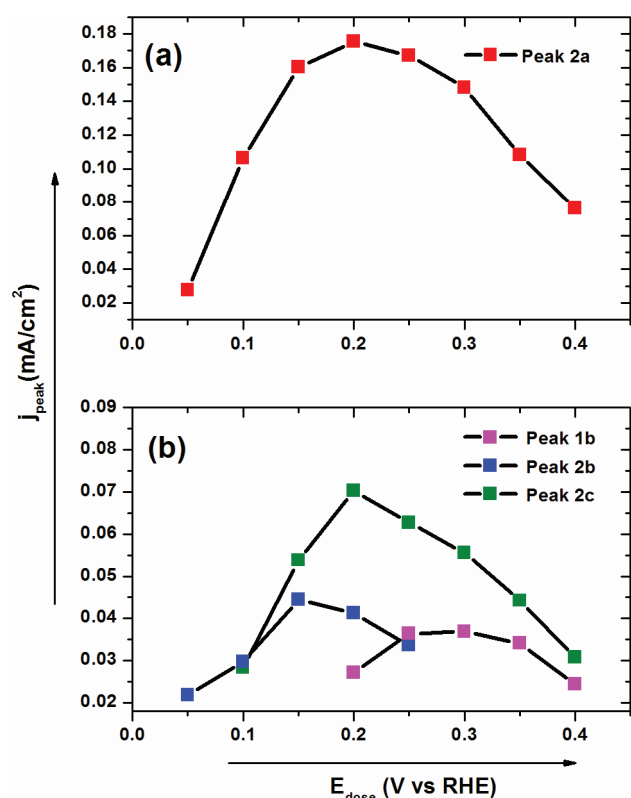 (a)
Peak 2a
0.18
0.16
0.14
0.12
0.10
0.08
0.06
0.04
0.02
0.0 0.1 0.2 0.3 0.4
j_peak (mA/cm²)
(b)
Peak 1b
Peak 2b
Peak 2c
0.09
0.08
0.07
0.06
0.05
0.04
0.03
0.02
0.0 0.1 0.2 0.3 0.4
E_dose (V vs RHE)